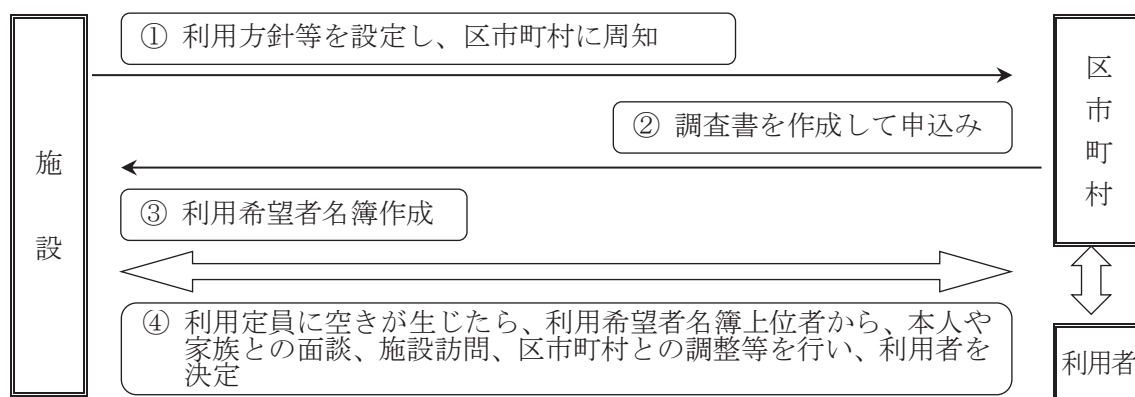 ① 利用方針等を設定し、区市町村に周知
② 調査書を作成して申込み
施設
区市町村
③ 利用希望者名簿作成
④ 利用定員に空きが生じたら、利用希望者名簿上位者から、本人や
家族との面談、施設訪問、区市町村との調整等を行い、利用者を
決定
利用者